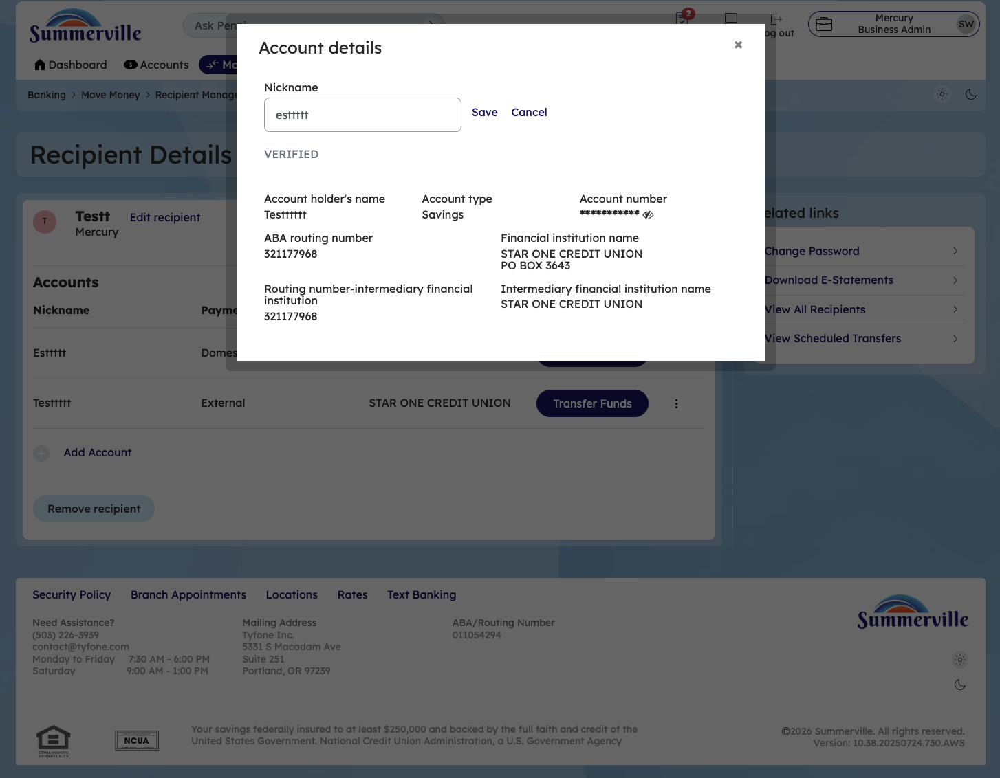 Summerville
Ask Pen
2
og out
Mercury
Business Admin
SW
Dashboard
Accounts
Mo
Banking > Move Money > Recipient Manage
Recipient Details
Account details
Nickname
esttttt
Save
Cancel
VERIFIED
Account holder's name
Testttttt
Account type
Savings
Account number
***********
ABA routing number
321177968
Financial institution name
STAR ONE CREDIT UNION
PO BOX 3643
Routing number-intermediary financial
institution
321177968
Intermediary financial institution name
STAR ONE CREDIT UNION
T
Testt
Mercury
Edit recipient
Accounts
Nickname
Payme
Esttttt
Domes
Testtttt
External
STAR ONE CREDIT UNION
Transfer Funds
Add Account
Remove recipient
elated links
Change Password
Download E-Statements
View All Recipients
View Scheduled Transfers
Security Policy
Branch Appointments
Locations
Rates
Text Banking
Need Assistance?
(503) 226-3939
contact@tyfone.com
Monday to Friday 7:30 AM - 6:00 PM
Saturday 9:00 AM - 1:00 PM
Mailing Address
Tyfone Inc.
5331 S Macadam Ave
Suite 251
Portland, OR 97239
ABA/Routing Number
011054294
Summerville
EQUAL HOUSING
OPPORTUNITY
NCUA
Your savings federally insured to at least $250,000 and backed by the full faith and credit of the
United States Government. National Credit Union Administration, a U.S. Government Agency
©2026 Summerville. All rights reserved.
Version: 10.38.20250724.730.AWS